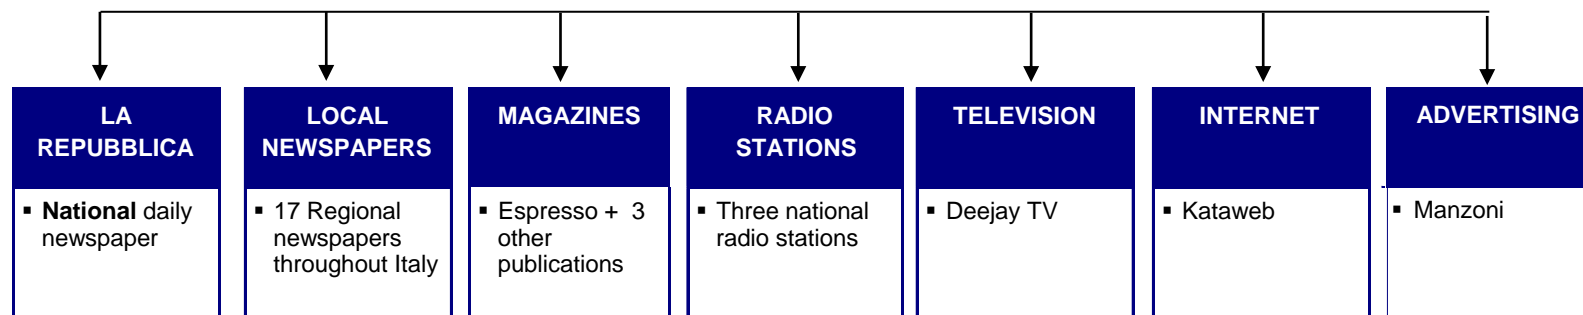 LA
REPUBBLICA
▪ National daily
newspaper
LOCAL
NEWSPAPERS
▪ 17 Regional
newspapers
throughout Italy
MAGAZINES
▪ Espresso + 3
other
publications
RADIO
STATIONS
▪ Three national
radio stations
TELEVISION
▪ Deejay TV
INTERNET
▪ Kataweb
ADVERTISING
▪ Manzoni